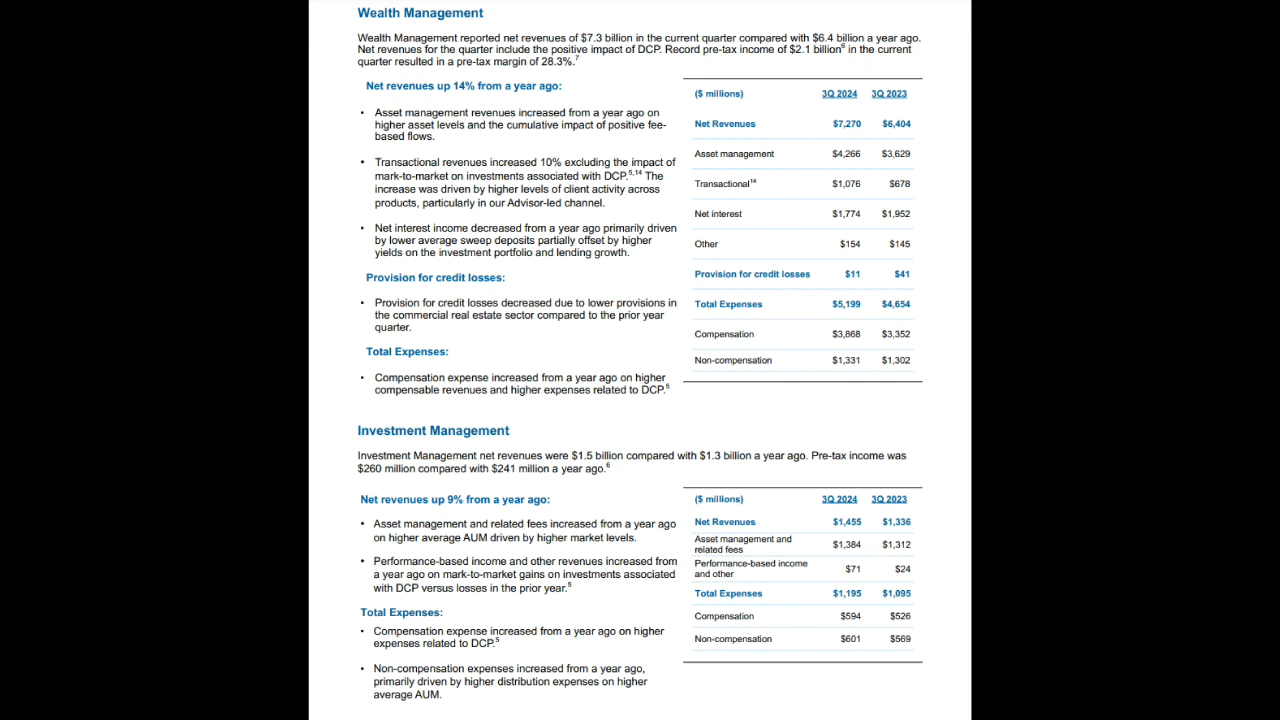 Wealth Management
Wealth Management reported net revenues of $7.3 billion in the current quarter compared with $6.4 billion a year ago.
Net revenues for the quarter include the positive impact of DCP. Record pre-tax income of $2.1 billion6 in the current
quarter resulted in a pre-tax margin of 28.3%.7
Net revenues up 14% from a year ago:
• Asset management revenues increased from a year ago on
higher asset levels and the cumulative impact of positive fee-
based flows.
• Transactional revenues increased 10% excluding the impact of
mark-to-market on investments associated with DCP.5,14 The
increase was driven by higher levels of client activity across
products, particularly in our Advisor-led channel.
• Net interest income decreased from a year ago primarily driven
by lower average sweep deposits partially offset by higher
yields on the investment portfolio and lending growth.
Provision for credit losses:
• Provision for credit losses decreased due to lower provisions in
the commercial real estate sector compared to the prior year
quarter.
Total Expenses:
• Compensation expense increased from a year ago on higher
compensable revenues and higher expenses related to DCP.5
($ millions) 3Q 2024 3Q 2023
Net Revenues $7,270 $6,404
Asset management $4,266 $3,629
Transactional14 $1,076 $678
Net interest $1,774 $1,952
Other $154 $145
Provision for credit losses $11 $41
Total Expenses $5,199 $4,654
Compensation $3,868 $3,352
Non-compensation $1,331 $1,302
Investment Management
Investment Management net revenues were $1.5 billion compared with $1.3 billion a year ago. Pre-tax income was
$260 million compared with $241 million a year ago.6
Net revenues up 9% from a year ago:
• Asset management and related fees increased from a year ago
on higher average AUM driven by higher market levels.
• Performance-based income and other revenues increased from
a year ago on mark-to-market gains on investments associated
with DCP versus losses in the prior year.5
Total Expenses:
• Compensation expense increased from a year ago on higher
expenses related to DCP.5
• Non-compensation expenses increased from a year ago,
primarily driven by higher distribution expenses on higher
average AUM.
($ millions) 3Q 2024 3Q 2023
Net Revenues $1,455 $1,336
Asset management and
related fees $1,384 $1,312
Performance-based income
and other $71 $24
Total Expenses $1,195 $1,095
Compensation $594 $526
Non-compensation $601 $569